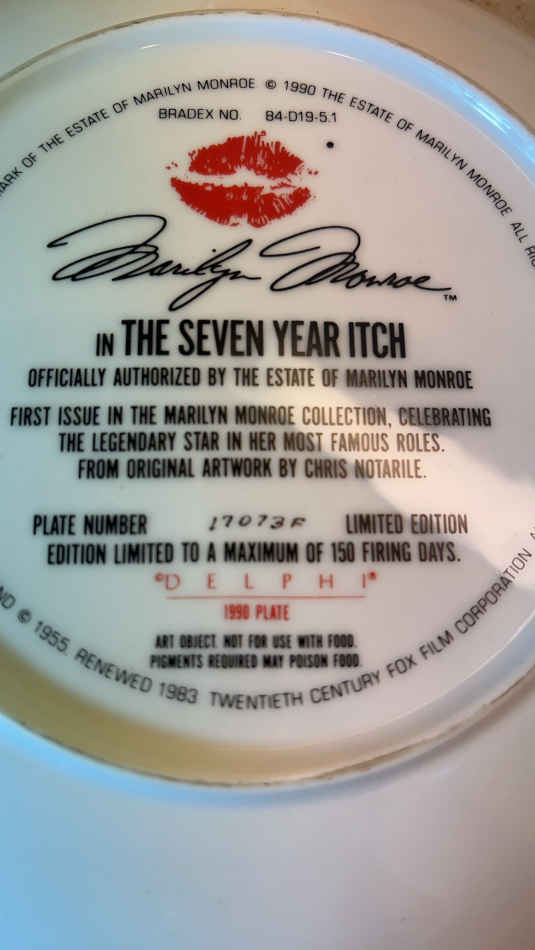 ARK OF THE ESTATE OF MARILYN MONROE © 1990 THE ESTATE OF MARILYN MONROE ALL
BRADEX NO. 84-D19-5.1
Marilyn Monroe™
IN THE SEVEN YEAR ITCH
OFFICIALLY AUTHORIZED BY THE ESTATE OF MARILYN MONROE
FIRST ISSUE IN THE MARILYN MONROE COLLECTION, CELEBRATING
THE LEGENDARY STAR IN HER MOST FAMOUS ROLES.
FROM ORIGINAL ARTWORK BY CHRIS NOTARILE.
PLATE NUMBER 17073F LIMITED EDITION
EDITION LIMITED TO A MAXIMUM OF 150 FIRING DAYS.
©DELPHI®
1990 PLATE
ART OBJECT. NOT FOR USE WITH FOOD.
PIGMENTS REQUIRED MAY POISON FOOD.
ND © 1955, RENEWED 1983 TWENTIETH CENTURY FOX FILM CORPORATION